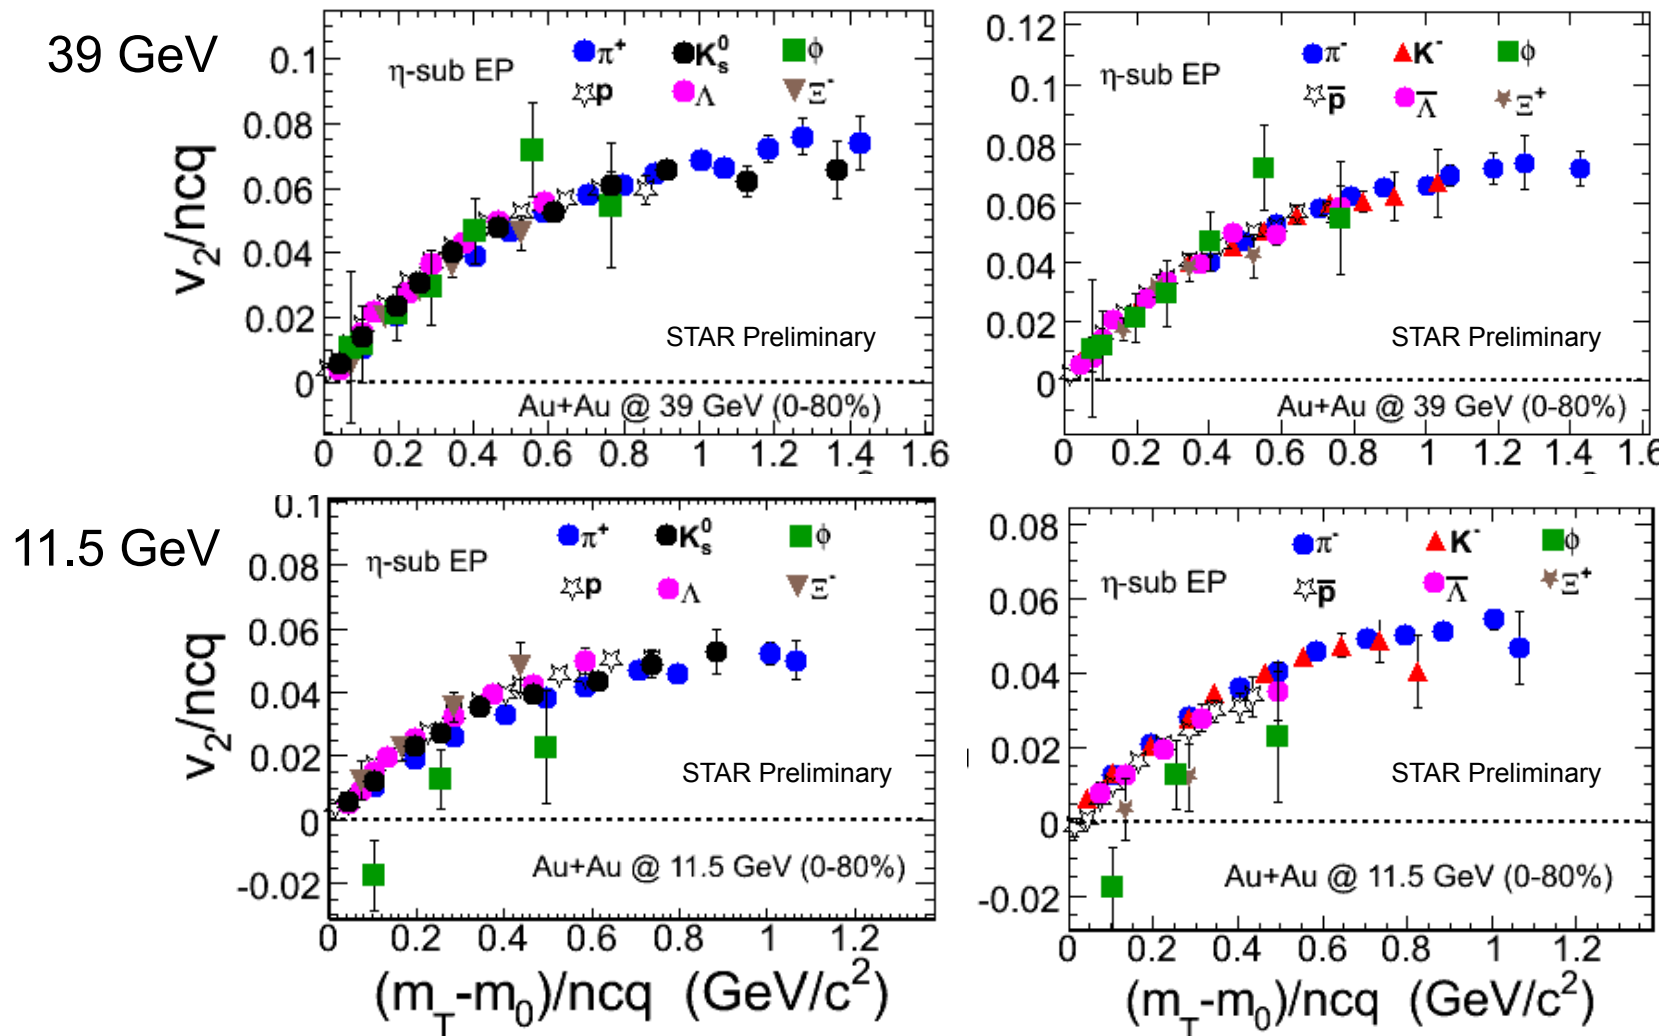 39 GeV
η-sub EP
π⁺ K⁰ₛ ϕ
p Λ Ξ⁻
0.1
0.08
0.06
0.04
0.02
0
v₂/ncq
STAR Preliminary
Au+Au @ 39 GeV (0-80%)
0 0.2 0.4 0.6 0.8 1 1.2 1.4 1.6
η-sub EP
π⁻ K⁻ ϕ
p̅ Λ̅ Ξ⁺
0.12
0.10
0.08
0.06
0.04
0.02
0
STAR Preliminary
Au+Au @ 39 GeV (0-80%)
0 0.2 0.4 0.6 0.8 1 1.2 1.4 1.6
11.5 GeV
η-sub EP
π⁺ K⁰ₛ ϕ
p Λ Ξ⁻
0.1
0.08
0.06
0.04
0.02
0
-0.02
v₂/ncq
STAR Preliminary
Au+Au @ 11.5 GeV (0-80%)
0 0.2 0.4 0.6 0.8 1 1.2
(m_T-m₀)/ncq (GeV/c²)
η-sub EP
π⁻ K⁻ ϕ
p̅ Λ̅ Ξ⁺
0.08
0.06
0.04
0.02
0
-0.02
STAR Preliminary
Au+Au @ 11.5 GeV (0-80%)
0 0.2 0.4 0.6 0.8 1 1.2
(m_T-m₀)/ncq (GeV/c²)